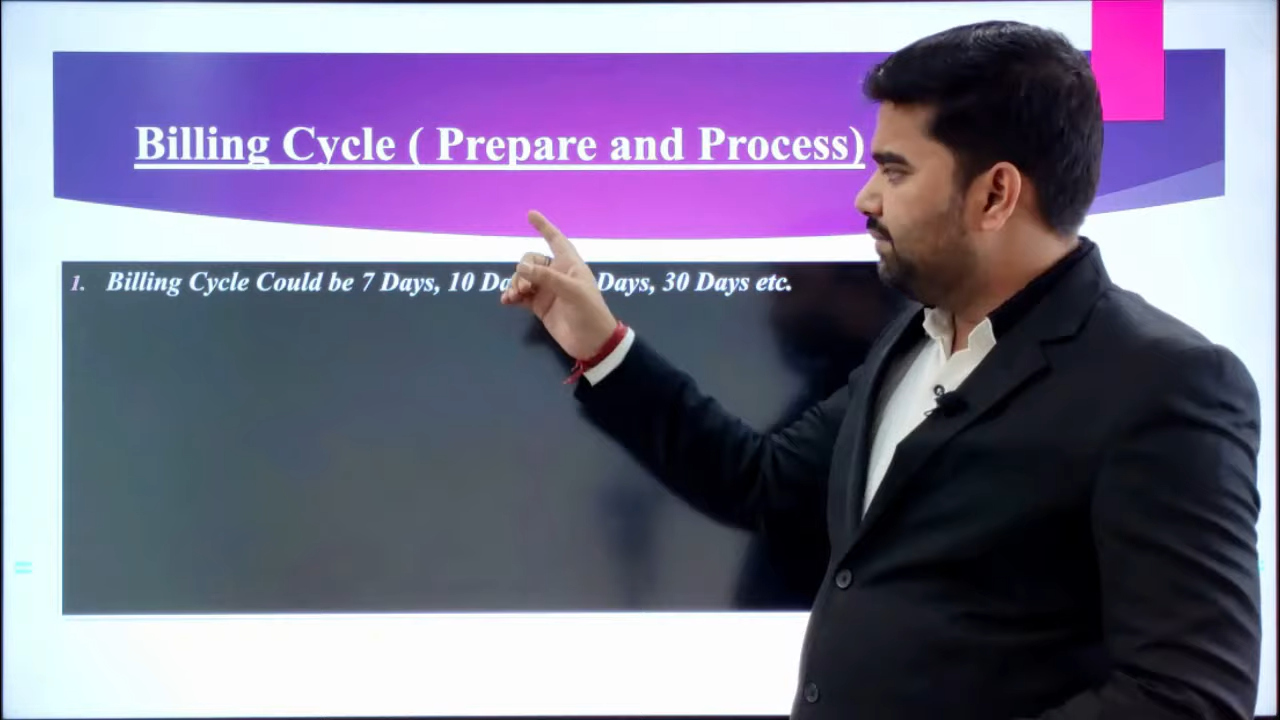 Billing Cycle ( Prepare and Process)
1. Billing Cycle Could be 7 Days, 10 Days, 30 Days etc.